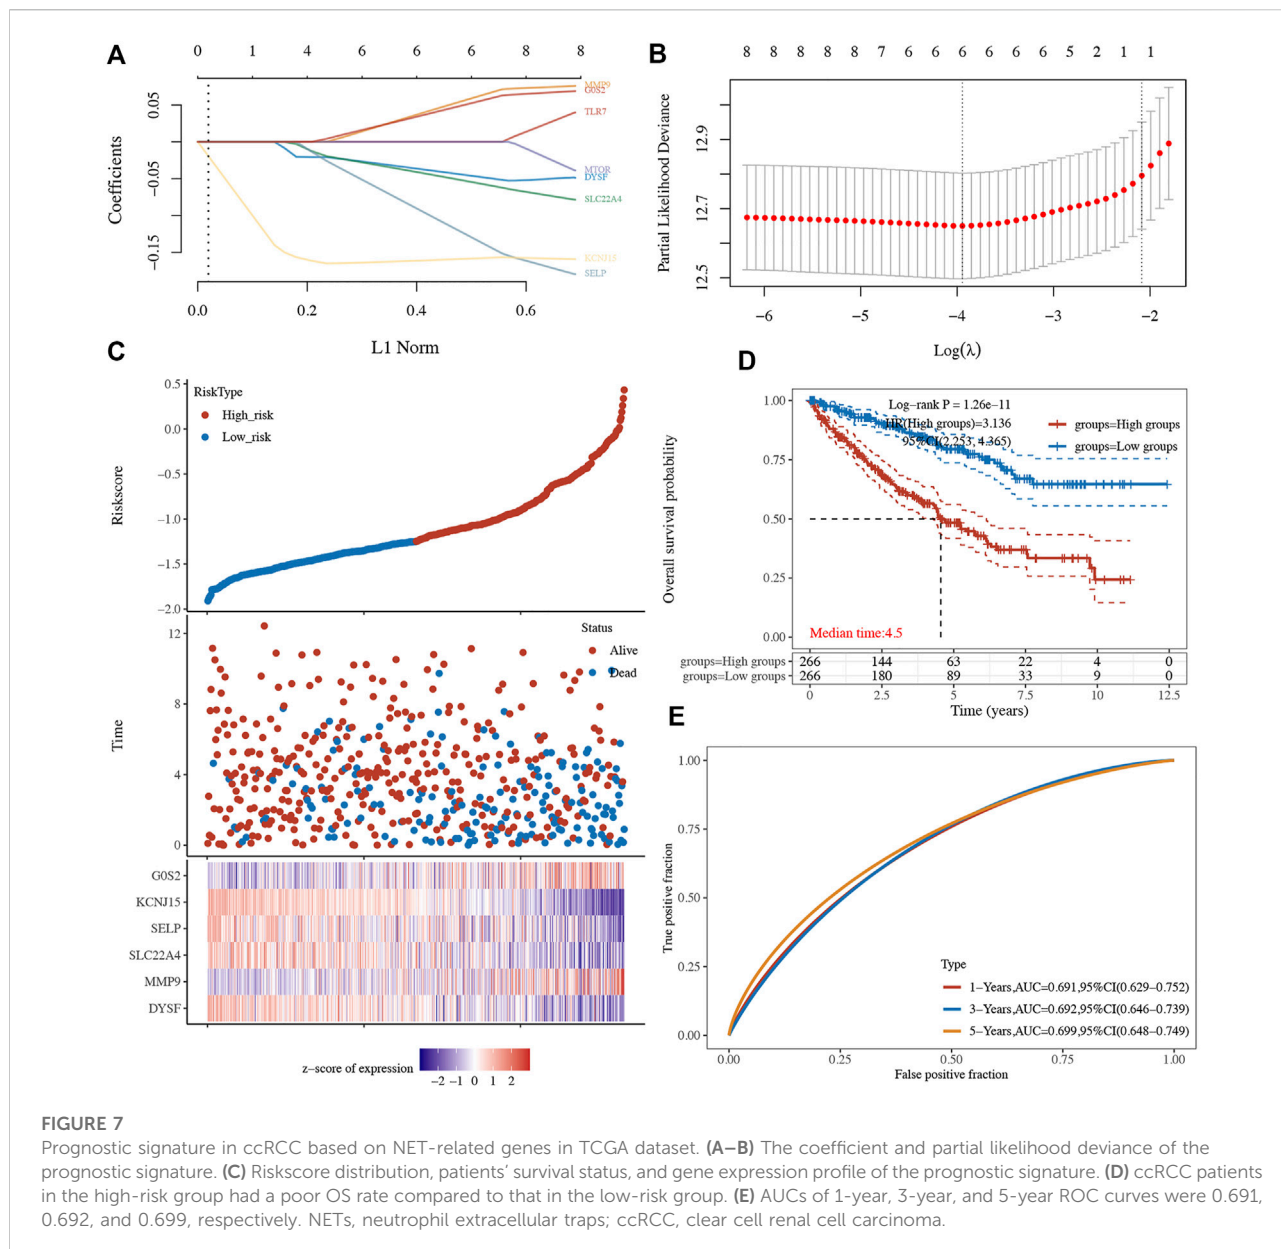 A
0 1 4 6 8 8
0.05
−0.05
−0.15
Coefficients
MMP9
G0S2
TLR7
MTOR
DYSF
SLC22A4
KCNJ15
SELP
0.0 0.2 0.4 0.6
L1 Norm
B
8 8 8 8 7 6 6 6 6 6 6 5 2 1 1
12.9
12.7
12.5
Partial Likelihood Deviance
−6 −4 −3 −2
Log(λ)
C
RiskType
High_risk
Low_risk
0.5
0.0
−0.5
−1.0
−1.5
−2.0
Riskscore
Status
Alive
Dead
12
8
4
0
Time
G0S2
KCNJ15
SELP
SLC22A4
MMP9
DYSF
z−score of expression
−2 −1 0 1 2
D
Log−rank P = 1.26e−11
HR(High groups)=3.136
95%CI(2.253, 4.365)
groups=High groups
groups=Low groups
1.00
0.75
0.50
0.25
0.00
Overall survival probability
Median time:4.5
groups=High groups 266 144 63 22 4 0
groups=Low groups 266 180 89 33 9 0
0 2.5 5 7.5 10 12.5
Time (years)
E
1.00
0.75
0.50
0.25
0.00
True positive fraction
Type
1−Years,AUC=0.691,95%CI(0.629−0.752)
3−Years,AUC=0.692,95%CI(0.646−0.739)
5−Years,AUC=0.699,95%CI(0.648−0.749)
0.00 0.25 0.50 0.75 1.00
False positive fraction
FIGURE 7
Prognostic signature in ccRCC based on NET-related genes in TCGA dataset. (A–B) The coefficient and partial likelihood deviance of the
prognostic signature. (C) Riskscore distribution, patients' survival status, and gene expression profile of the prognostic signature. (D) ccRCC patients
in the high-risk group had a poor OS rate compared to that in the low-risk group. (E) AUCs of 1-year, 3-year, and 5-year ROC curves were 0.691,
0.692, and 0.699, respectively. NETs, neutrophil extracellular traps; ccRCC, clear cell renal cell carcinoma.